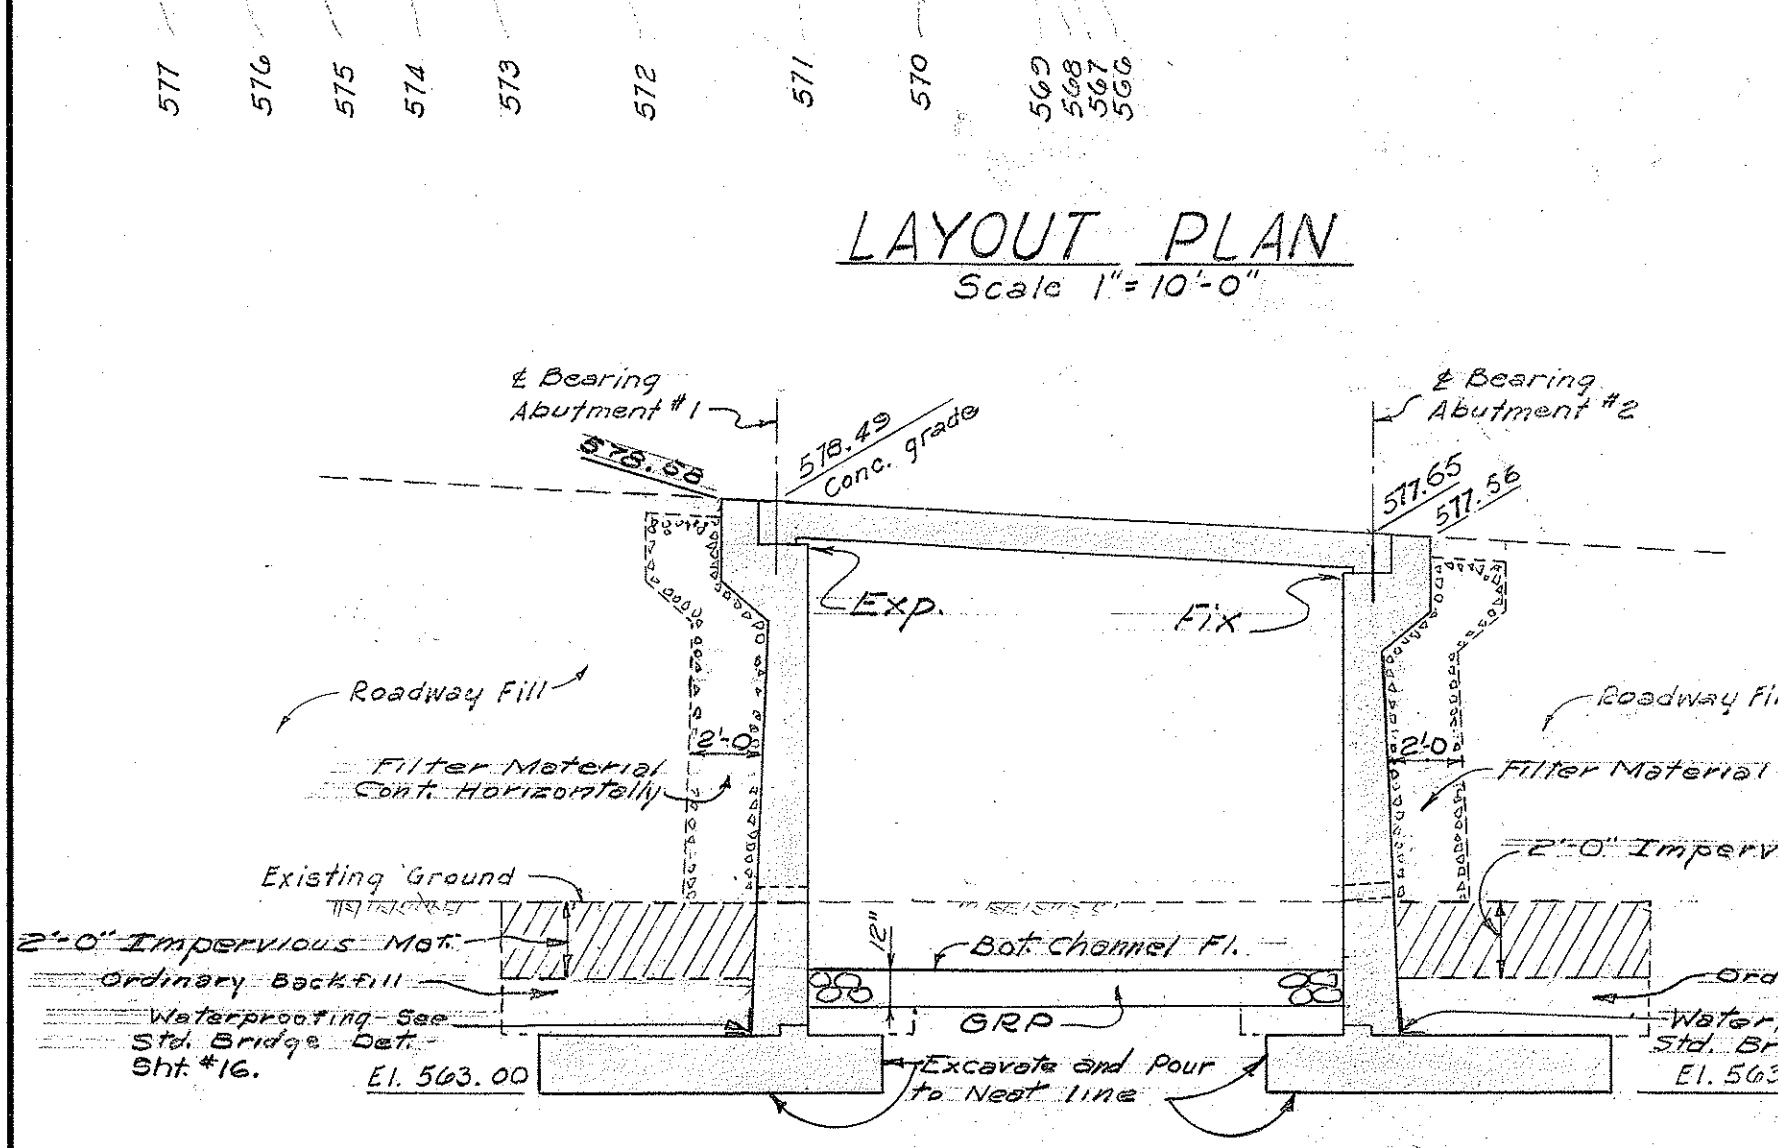 577
576
575
574
573
572
571
570
569
568
567
566
LAYOUT PLAN
Scale 1"= 10'-0"
℄ Bearing
Abutment #1
℄ Bearing
Abutment #2
578.58
578.49
Conc. grade
577.65
577.56
Exp.
Fix
Roadway Fill
Roadway Fil
2'-0
2'-0
Filter Material
Cont. Horizontally
Filter Material
Existing Ground
2'-0" Imperv
2'-0" Impervious Mat.
12"
Bot. Channel Fl.
Ordinary Backfill
Ord
Waterproofing - See
Std. Bridge Det.
Sht. #16.
GRP
Water
Std. Br
El. 563.00
Excavate and Pour
to Neat line
El. 563